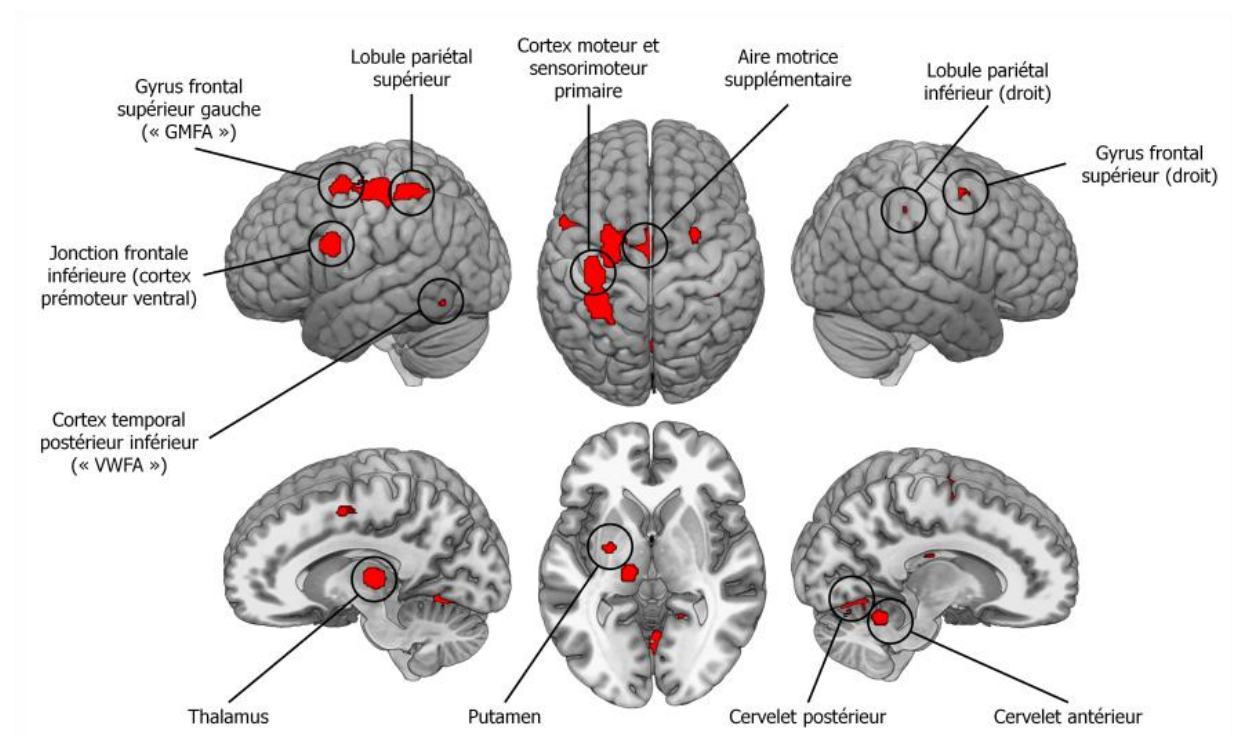 Gyrus frontal
supérieur gauche
(« GMFA »)
Lobule pariétal
supérieur
Cortex moteur et
sensorimoteur
primaire
Aire motrice
supplémentaire
Lobule pariétal
inférieur (droit)
Gyrus frontal
supérieur (droit)
Jonction frontale
inférieure (cortex
prémoteur ventral)
Cortex temporal
postérieur inférieur
(« VWFA »)
Thalamus
Putamen
Cervelet postérieur
Cervelet antérieur